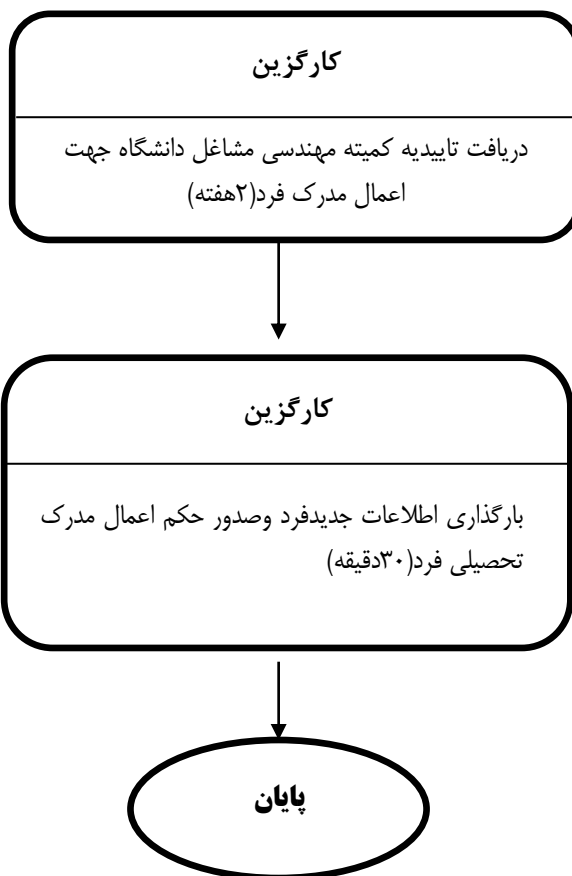 کارگزین
دریافت تاییدیه کمیته مهندسی مشاغل دانشگاه جهت
اعمال مدرک فرد(۲هفته)
کارگزین
بارگذاری اطلاعات جدیدفرد وصدور حکم اعمال مدرک
تحصیلی فرد(۳۰دقیقه)
پایان